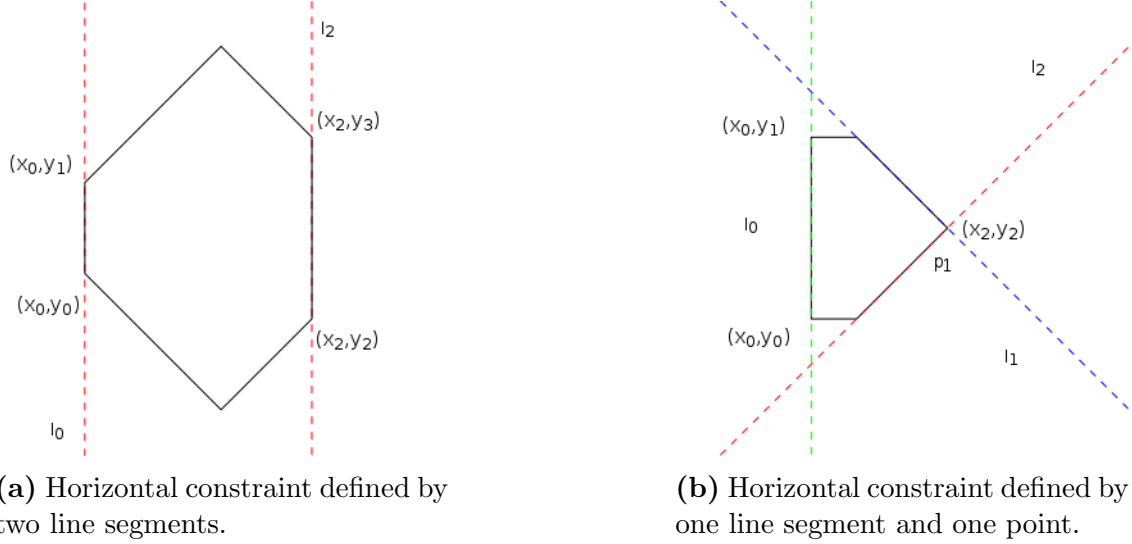 l₂
(x₂,y₃)
(x₀,y₁)
(x₀,y₀)
(x₂,y₂)
l₀
l₂
(x₀,y₁)
l₀
(x₂,y₂)
p₁
(x₀,y₀)
l₁
(a) Horizontal constraint defined by
two line segments.
(b) Horizontal constraint defined by
one line segment and one point.